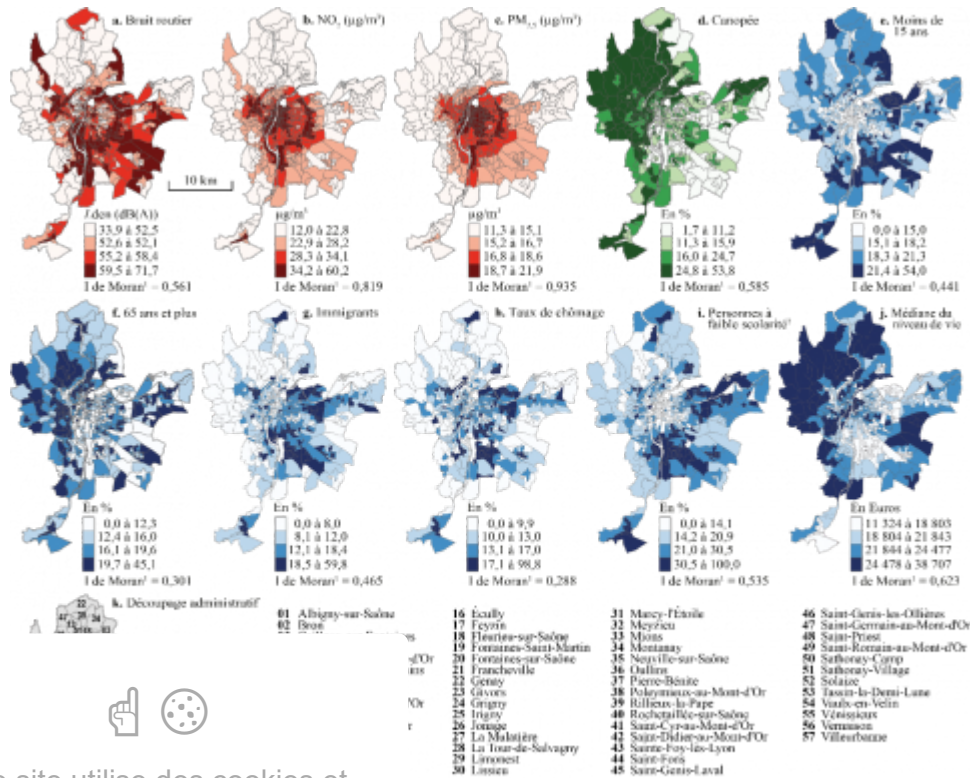 a. Bruit routier
b. NO₂ (µg/m³)
c. PM₂,₅ (µg/m³)
d. Canopée
e. Moins de
15 ans
10 km
Lden (dB(A))
33,9 à 52,5
52,6 à 52,1
55,2 à 58,4
59,5 à 71,7
I de Moran¹ = 0,561
µg/m³
12,0 à 22,8
22,9 à 28,2
28,3 à 34,1
34,2 à 60,2
I de Moran¹ = 0,819
µg/m³
11,3 à 15,1
15,2 à 16,7
16,8 à 18,6
18,7 à 21,9
I de Moran¹ = 0,935
En %
1,7 à 11,2
11,3 à 15,9
16,0 à 24,7
24,8 à 53,8
I de Moran¹ = 0,585
En %
0,0 à 15,0
15,1 à 18,2
18,3 à 21,3
21,4 à 54,0
I de Moran¹ = 0,441
f. 65 ans et plus
g. Immigrants
h. Taux de chômage
i. Personnes à
faible scolarité¹
j. Médiane du
niveau de vie
En %
0,0 à 12,3
12,4 à 16,0
16,1 à 19,6
19,7 à 45,1
I de Moran¹ = 0,301
En %
0,0 à 8,0
8,1 à 12,0
12,1 à 18,4
18,5 à 59,8
I de Moran¹ = 0,465
En %
0,0 à 9,9
10,0 à 13,0
13,1 à 17,0
17,1 à 98,8
I de Moran¹ = 0,288
En %
0,0 à 14,1
14,2 à 20,9
21,0 à 30,5
30,5 à 100,0
I de Moran¹ = 0,535
En Euros
11 324 à 18 803
18 804 à 21 843
21 844 à 24 477
24 478 à 38 707
I de Moran¹ = 0,623
k. Découpage administratif
22
47 38 34
01 Albigny-sur-Saône
02 Bron
16 Écully
17 Feyzin
18 Fleurieu-sur-Saône
19 Fontaines-Saint-Martin
20 Fontaines-sur-Saône
21 Francheville
22 Genay
23 Givors
24 Grigny
25 Irigny
26 Jonage
27 La Mulatière
28 La Tour-de-Salvagny
29 Limonest
30 Lissieu
31 Marcy-l'Étoile
32 Meyzieu
33 Mions
34 Montanay
35 Neuville-sur-Saône
36 Oullins
37 Pierre-Bénite
38 Poleymieux-au-Mont-d'Or
39 Rillieux-la-Pape
40 Rochetaillée-sur-Saône
41 Saint-Cyr-au-Mont-d'Or
42 Saint-Didier-au-Mont-d'Or
43 Sainte-Foy-lès-Lyon
44 Saint-Fons
45 Saint-Genis-Laval
46 Saint-Genis-les-Ollières
47 Saint-Germain-au-Mont-d'Or
48 Saint-Priest
49 Saint-Romain-au-Mont-d'Or
50 Sathonay-Camp
51 Sathonay-Village
52 Solaize
53 Tassin-la-Demi-Lune
54 Vaulx-en-Velin
55 Vénissieux
56 Vernaison
57 Villeurbanne
site utilise des cookies et